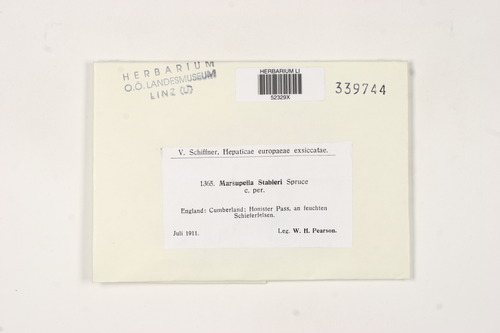 HERBARIUM
O.Ö. LANDESMUSEUM
LINZ (LI)
HERBARIUM LI
52329X
339744
V. Schiffner, Hepaticae europaeae exsiccatae.
1365. Marsupella Stableri Spruce
c. per.
England: Cumberland; Honister Pass, an feuchten
Schieferfelsen.
Juli 1911.
Leg. W. H. Pearson.